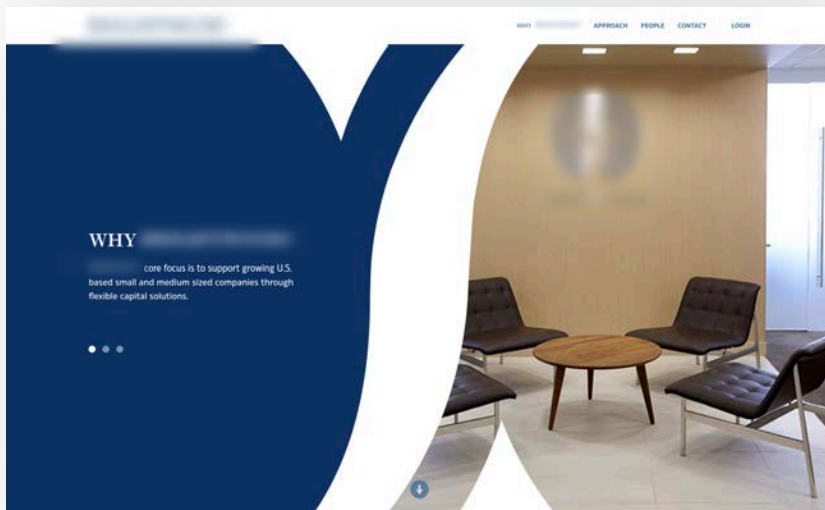 WHY
APPROACH
PEOPLE
CONTACT
LOGIN
WHY
core focus is to support growing U.S.
based small and medium sized companies through
flexible capital solutions.